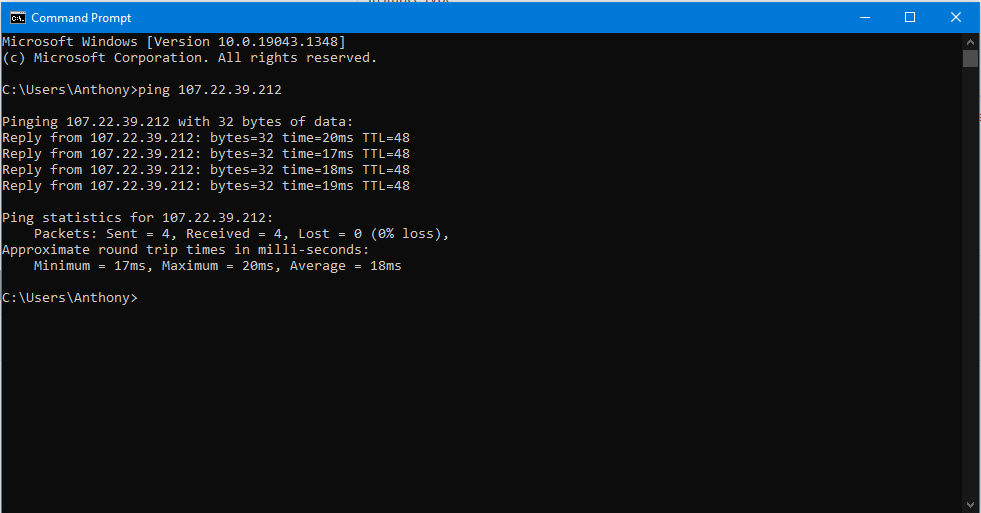 Command Prompt
Microsoft Windows [Version 10.0.19043.1348]
(c) Microsoft Corporation. All rights reserved.
C:\Users\Anthony>ping 107.22.39.212
Pinging 107.22.39.212 with 32 bytes of data:
Reply from 107.22.39.212: bytes=32 time=20ms TTL=48
Reply from 107.22.39.212: bytes=32 time=17ms TTL=48
Reply from 107.22.39.212: bytes=32 time=18ms TTL=48
Reply from 107.22.39.212: bytes=32 time=19ms TTL=48
Ping statistics for 107.22.39.212:
    Packets: Sent = 4, Received = 4, Lost = 0 (0% loss),
Approximate round trip times in milli-seconds:
    Minimum = 17ms, Maximum = 20ms, Average = 18ms
C:\Users\Anthony>